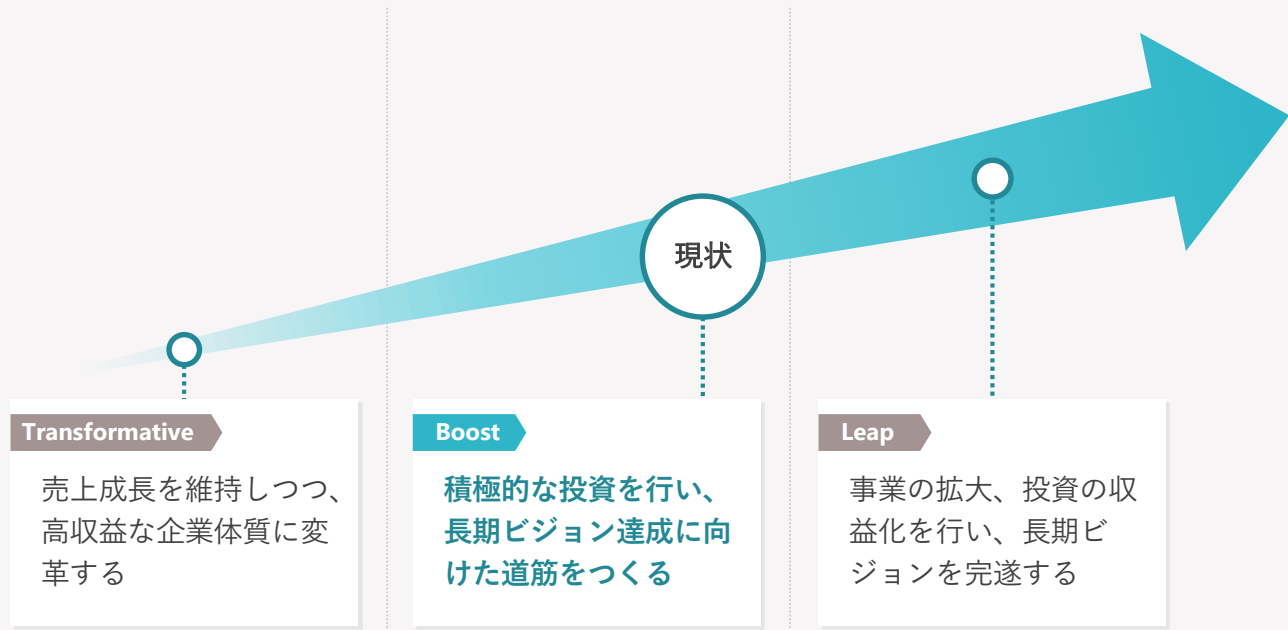 現状
Transformative
売上成長を維持しつつ、
高収益な企業体質に変
革する
Boost
積極的な投資を行い、
長期ビジョン達成に向
けた道筋をつくる
Leap
事業の拡大、投資の収
益化を行い、長期ビ
ジョンを完遂する